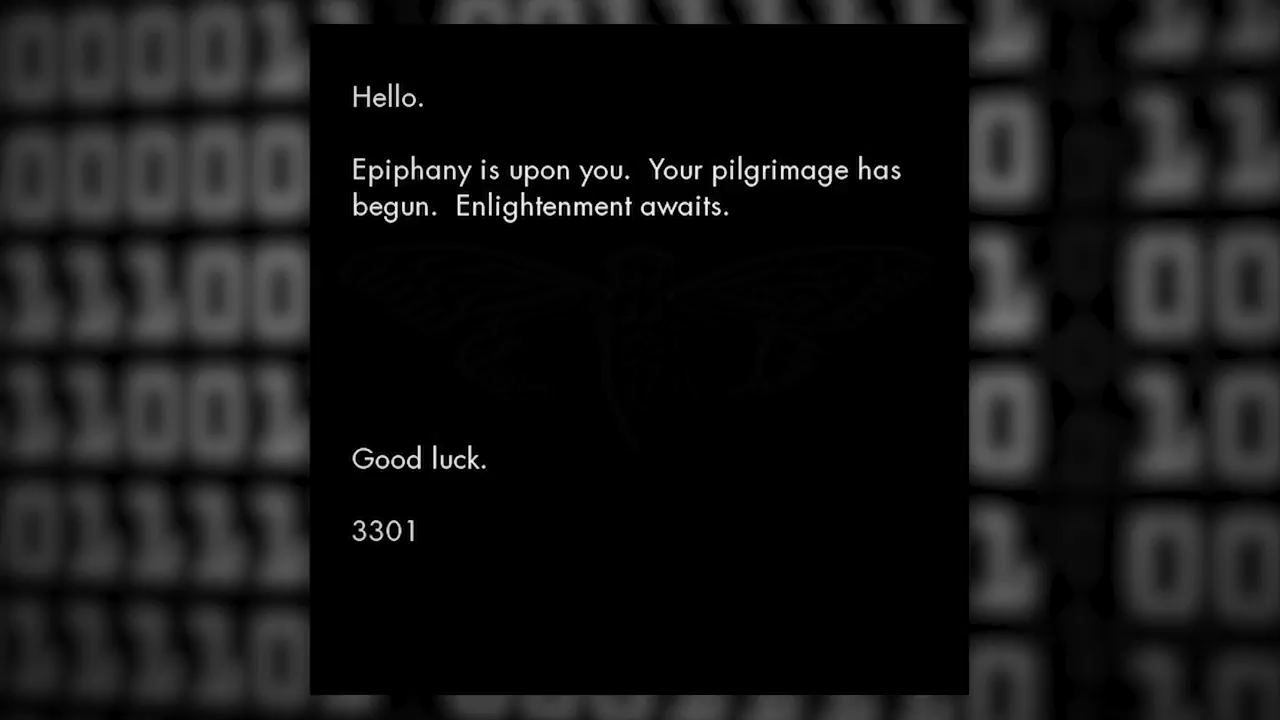 Hello.
Epiphany is upon you.  Your pilgrimage has
begun.  Enlightenment awaits.
Good luck.
3301